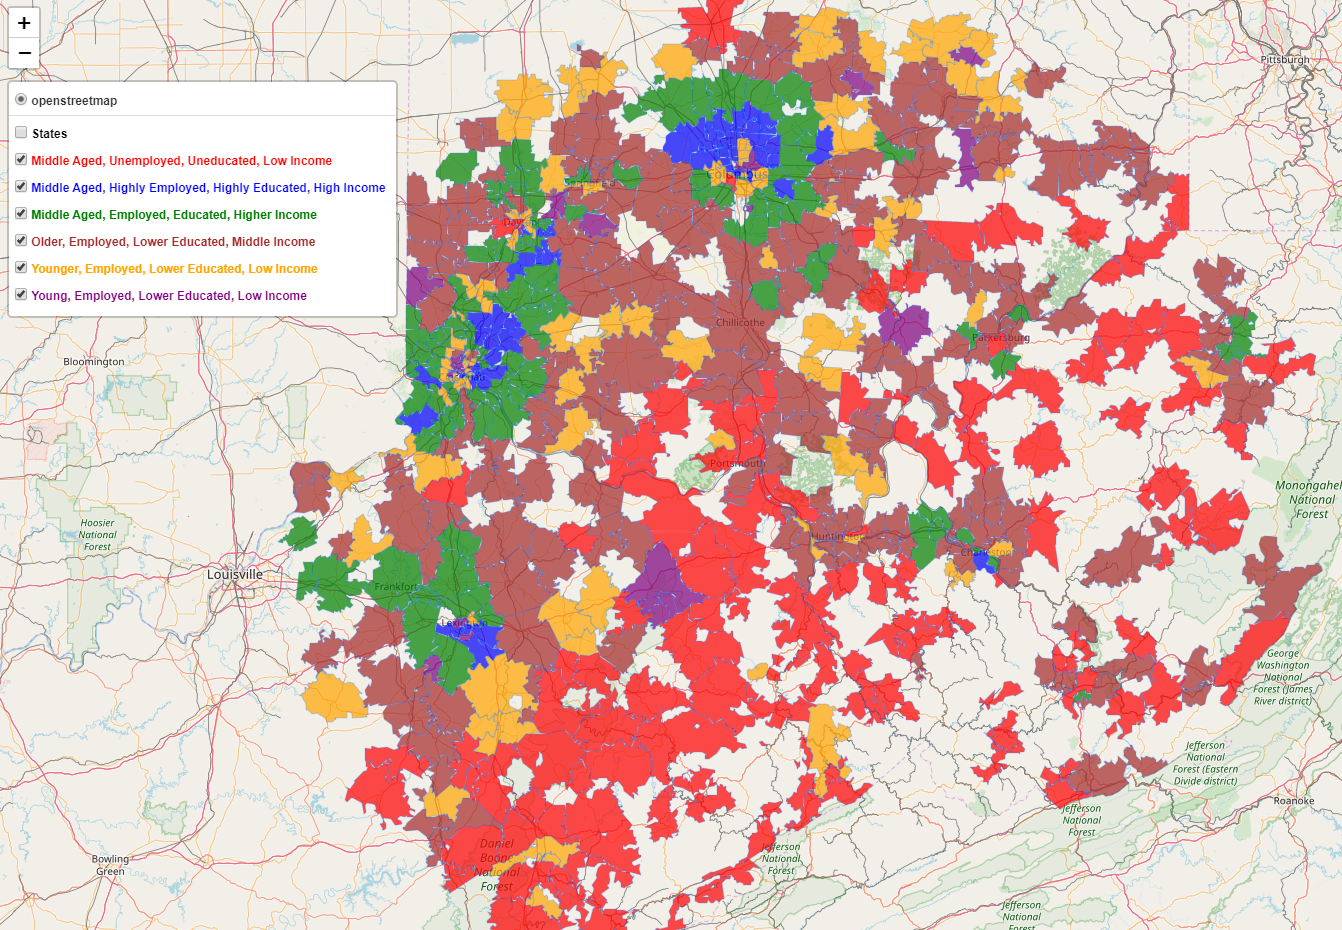 +
−
openstreetmap
States
Middle Aged, Unemployed, Uneducated, Low Income
Middle Aged, Highly Employed, Highly Educated, High Income
Middle Aged, Employed, Educated, Higher Income
Older, Employed, Lower Educated, Middle Income
Younger, Employed, Lower Educated, Low Income
Young, Employed, Lower Educated, Low Income
Pittsburgh
Columbus
Chillicothe
Parkersburg
Bloomington
Portsmouth
Monongahel
National
Forest
Hoosier
National
Forest
Huntington
Charleston
Louisville
Frankfort
Lexington
George
Washington
National
Forest (James
River district)
Jefferson
National
Forest (Eastern
Divide district)
Roanoke
Jefferson
National
Forest
Daniel
Boone
National
Forest
Jefferson
National
Forest
Bowling
Green
Jefferson
National
Forest